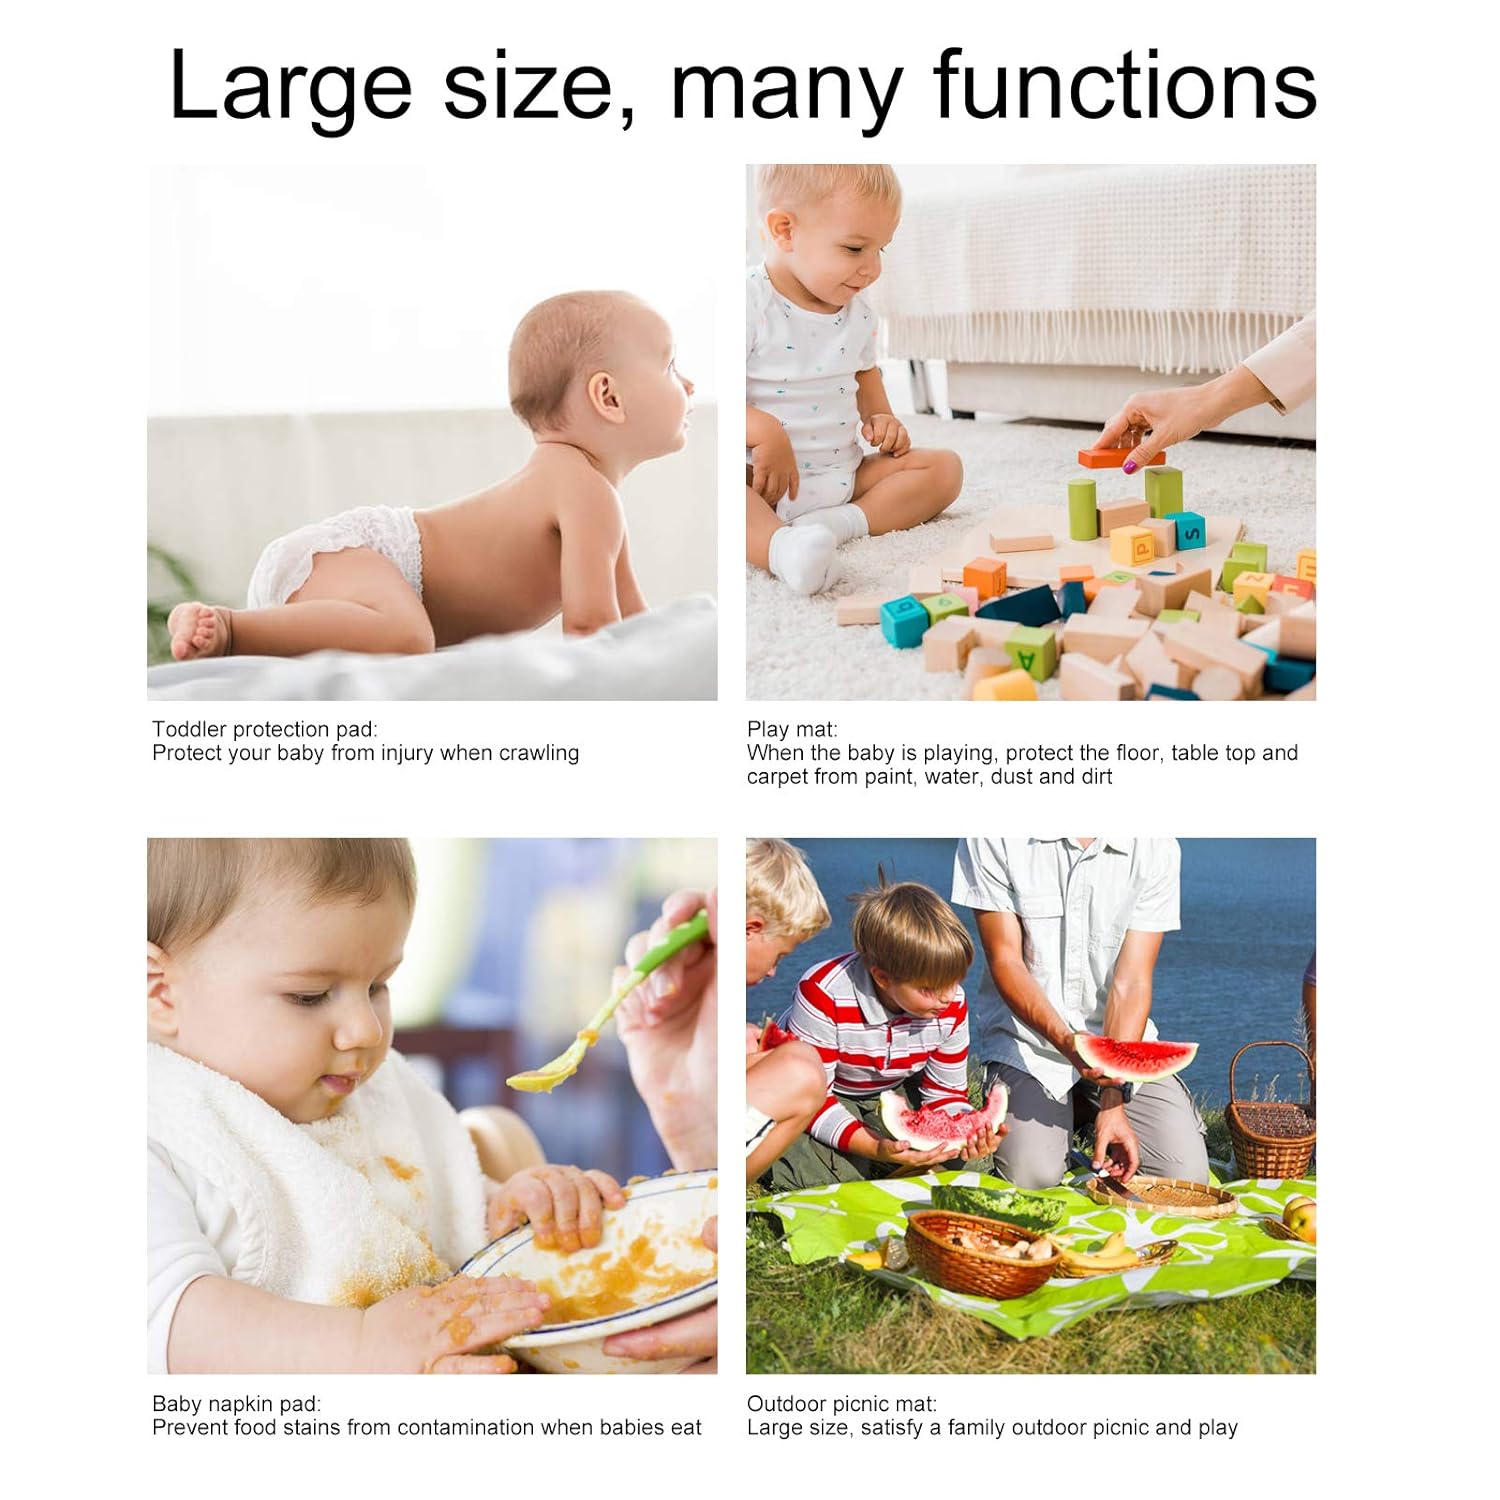 Large size, many functions
Toddler protection pad:
Protect your baby from injury when crawling
Play mat:
When the baby is playing, protect the floor, table top and
carpet from paint, water, dust and dirt
Baby napkin pad:
Prevent food stains from contamination when babies eat
Outdoor picnic mat:
Large size, satisfy a family outdoor picnic and play